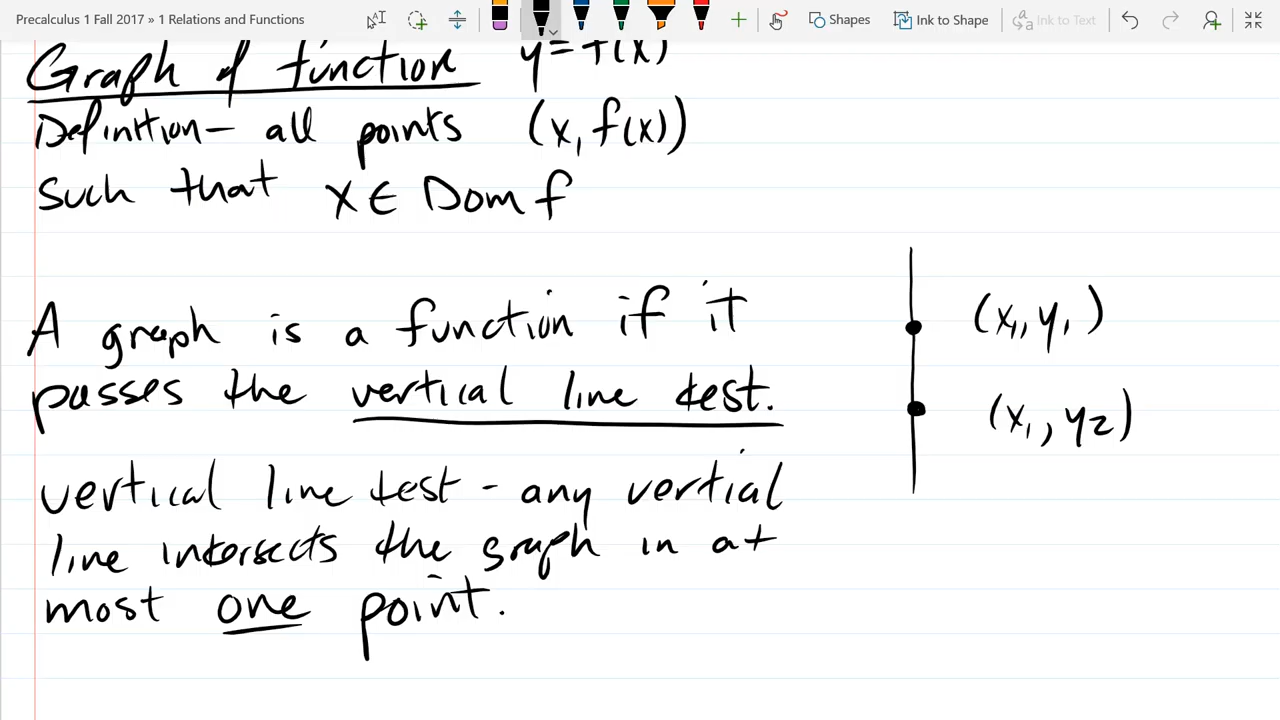 Precalculus 1 Fall 2017 » 1 Relations and Functions
Shapes
Ink to Shape
Ink to Text
Graph of function y = f(x)
Definition - all points (x, f(x))
such that x ∈ Dom f
A graph is a function if it
passes the vertical line test.
vertical line test - any vertial
line intersects the graph in at
most one point.
(x₁, y₁)
(x₁, y₂)